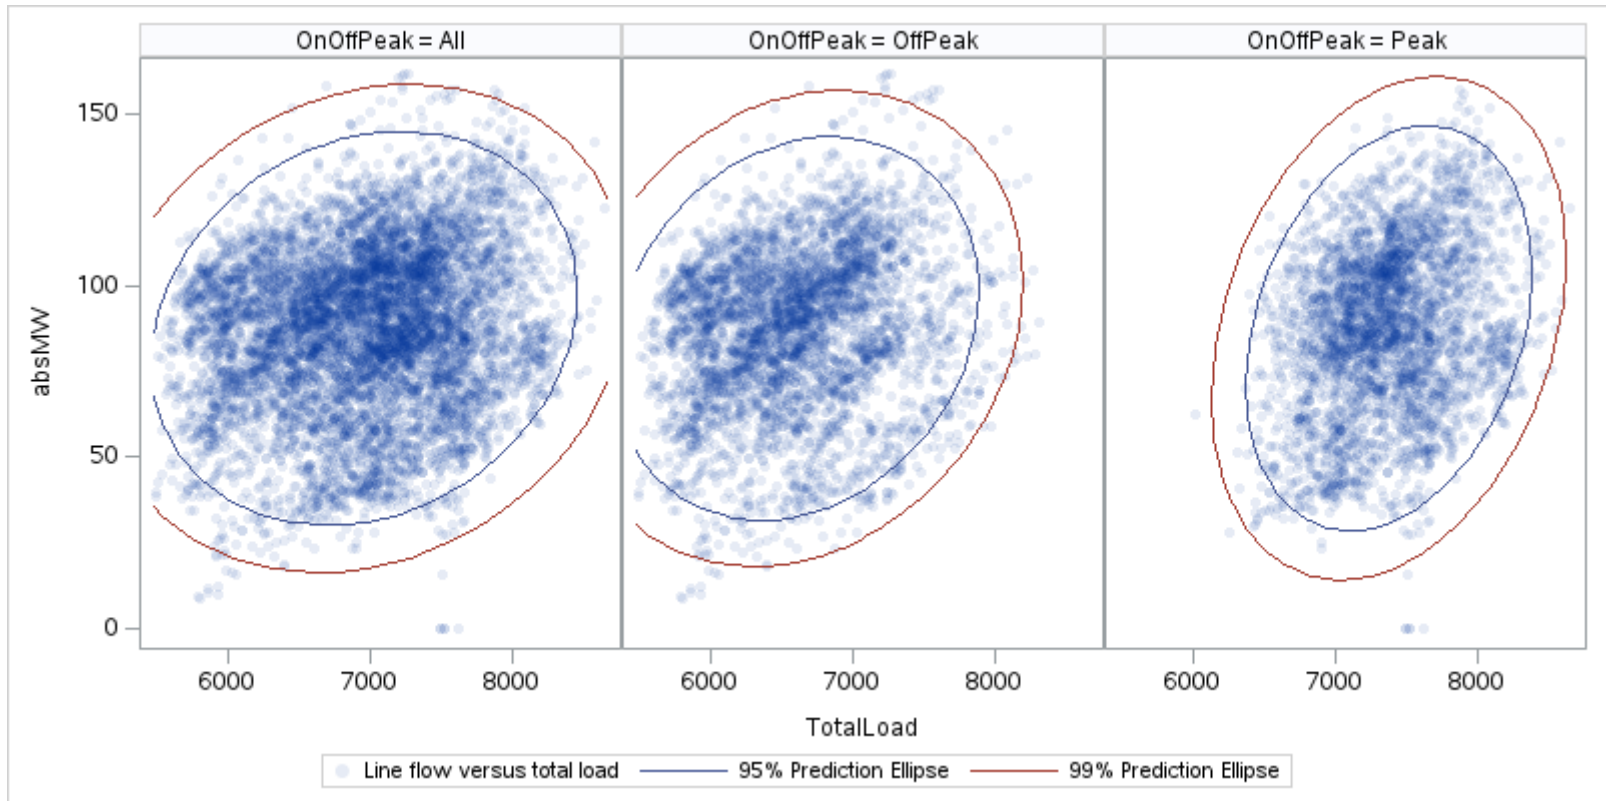 OnOffPeak = All
OnOffPeak = OffPeak
OnOffPeak = Peak
150
100
50
0
absMW
6000
7000
8000
6000
7000
8000
6000
7000
8000
TotalLoad
Line flow versus total load
95% Prediction Ellipse
99% Prediction Ellipse